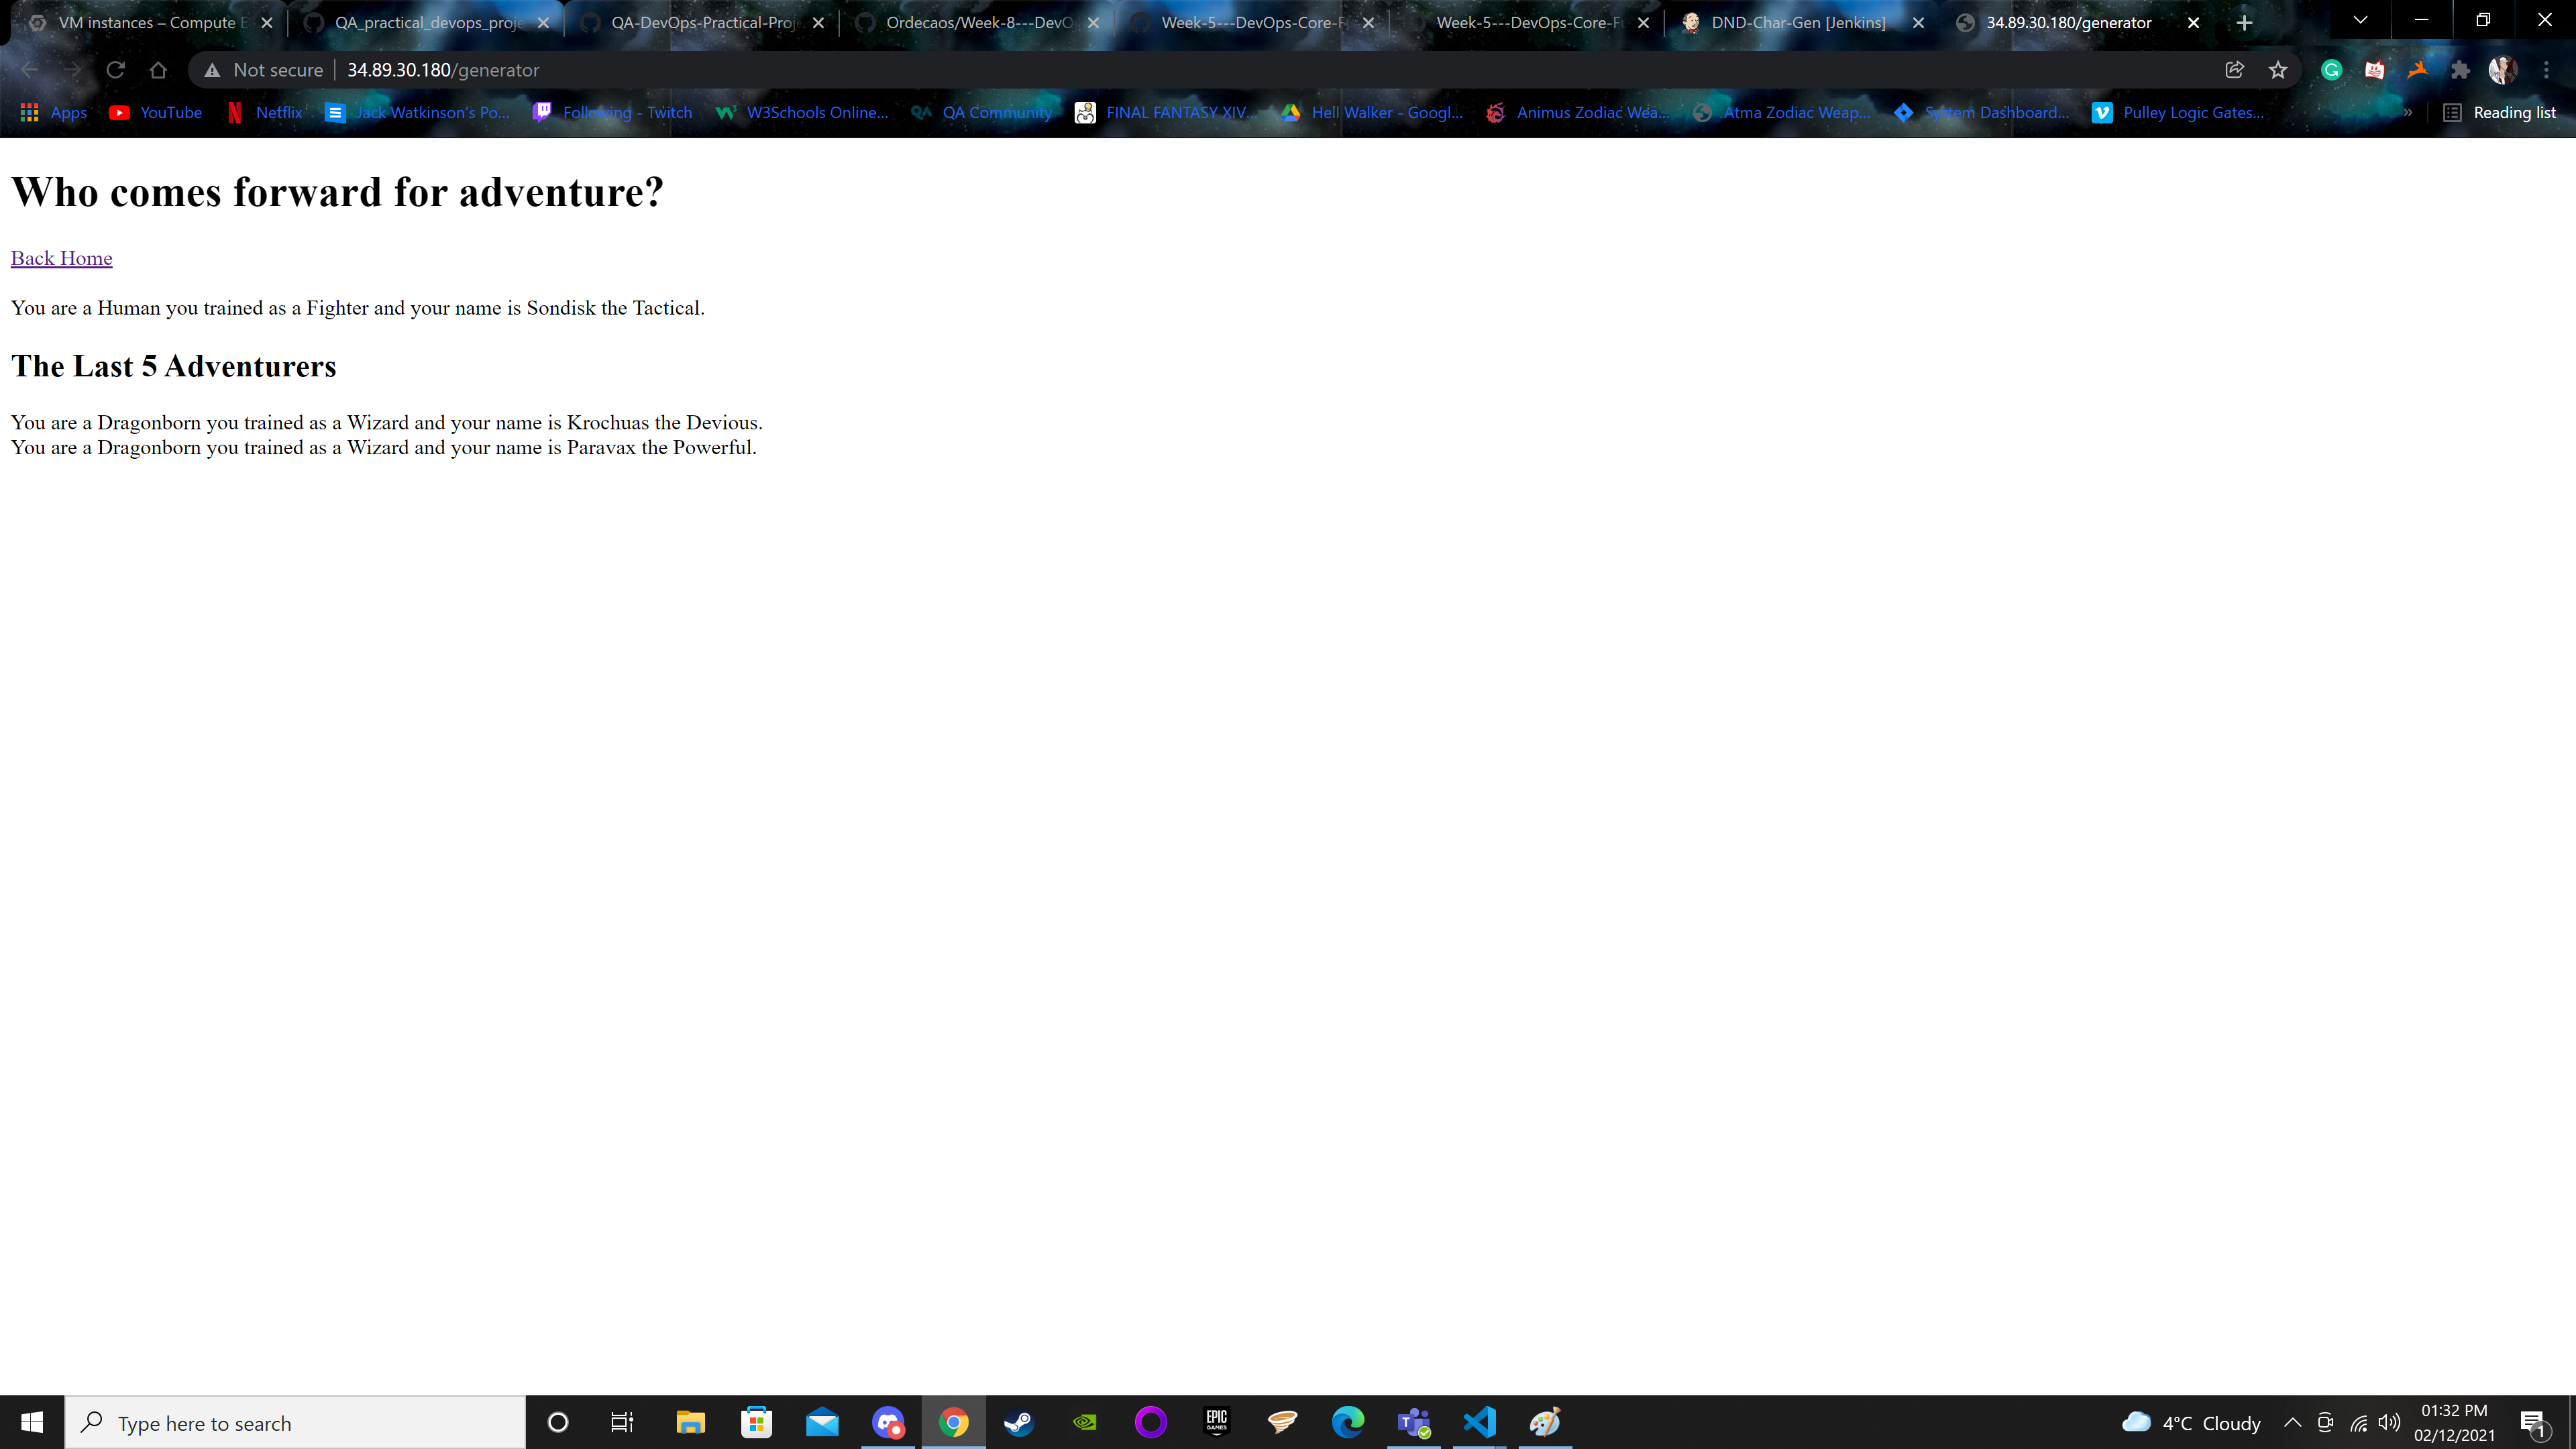 VM instances – Compute E
QA_practical_devops_proje
QA-DevOps-Practical-Proj
Ordecaos/Week-8---DevO
Week-5---DevOps-Core-F
Week-5---DevOps-Core-Fu
DND-Char-Gen [Jenkins]
34.89.30.180/generator
Not secure
34.89.30.180/generator
Apps
YouTube
Netflix
Jack Watkinson's Po...
Following - Twitch
W3Schools Online...
QA Community
FINAL FANTASY XIV...
Hell Walker - Googl...
Animus Zodiac Wea...
Atma Zodiac Weap...
System Dashboard...
Pulley Logic Gates...
»
Reading list
Who comes forward for adventure?
Back Home
You are a Human you trained as a Fighter and your name is Sondisk the Tactical.
The Last 5 Adventurers
You are a Dragonborn you trained as a Wizard and your name is Krochuas the Devious.
You are a Dragonborn you trained as a Wizard and your name is Paravax the Powerful.
Type here to search
EPIC
GAMES
4°C Cloudy
01:32 PM
02/12/2021
1